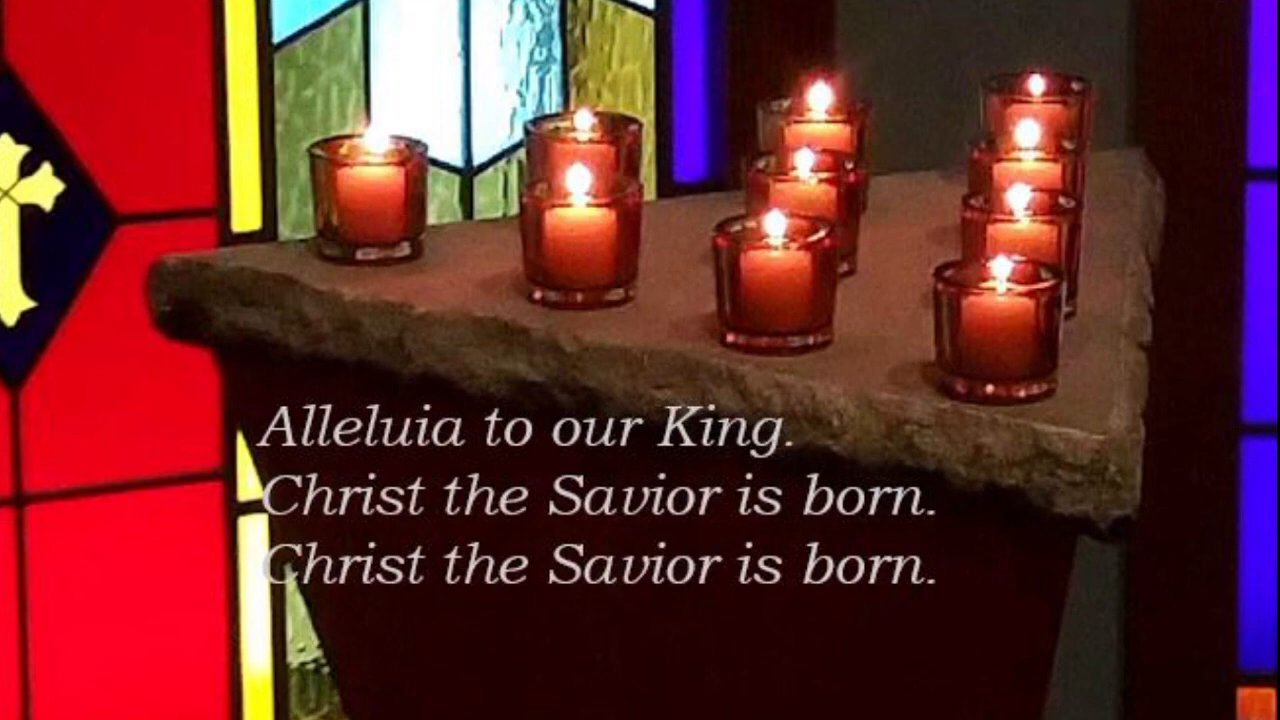 Alleluia to our King.
Christ the Savior is born.
Christ the Savior is born.